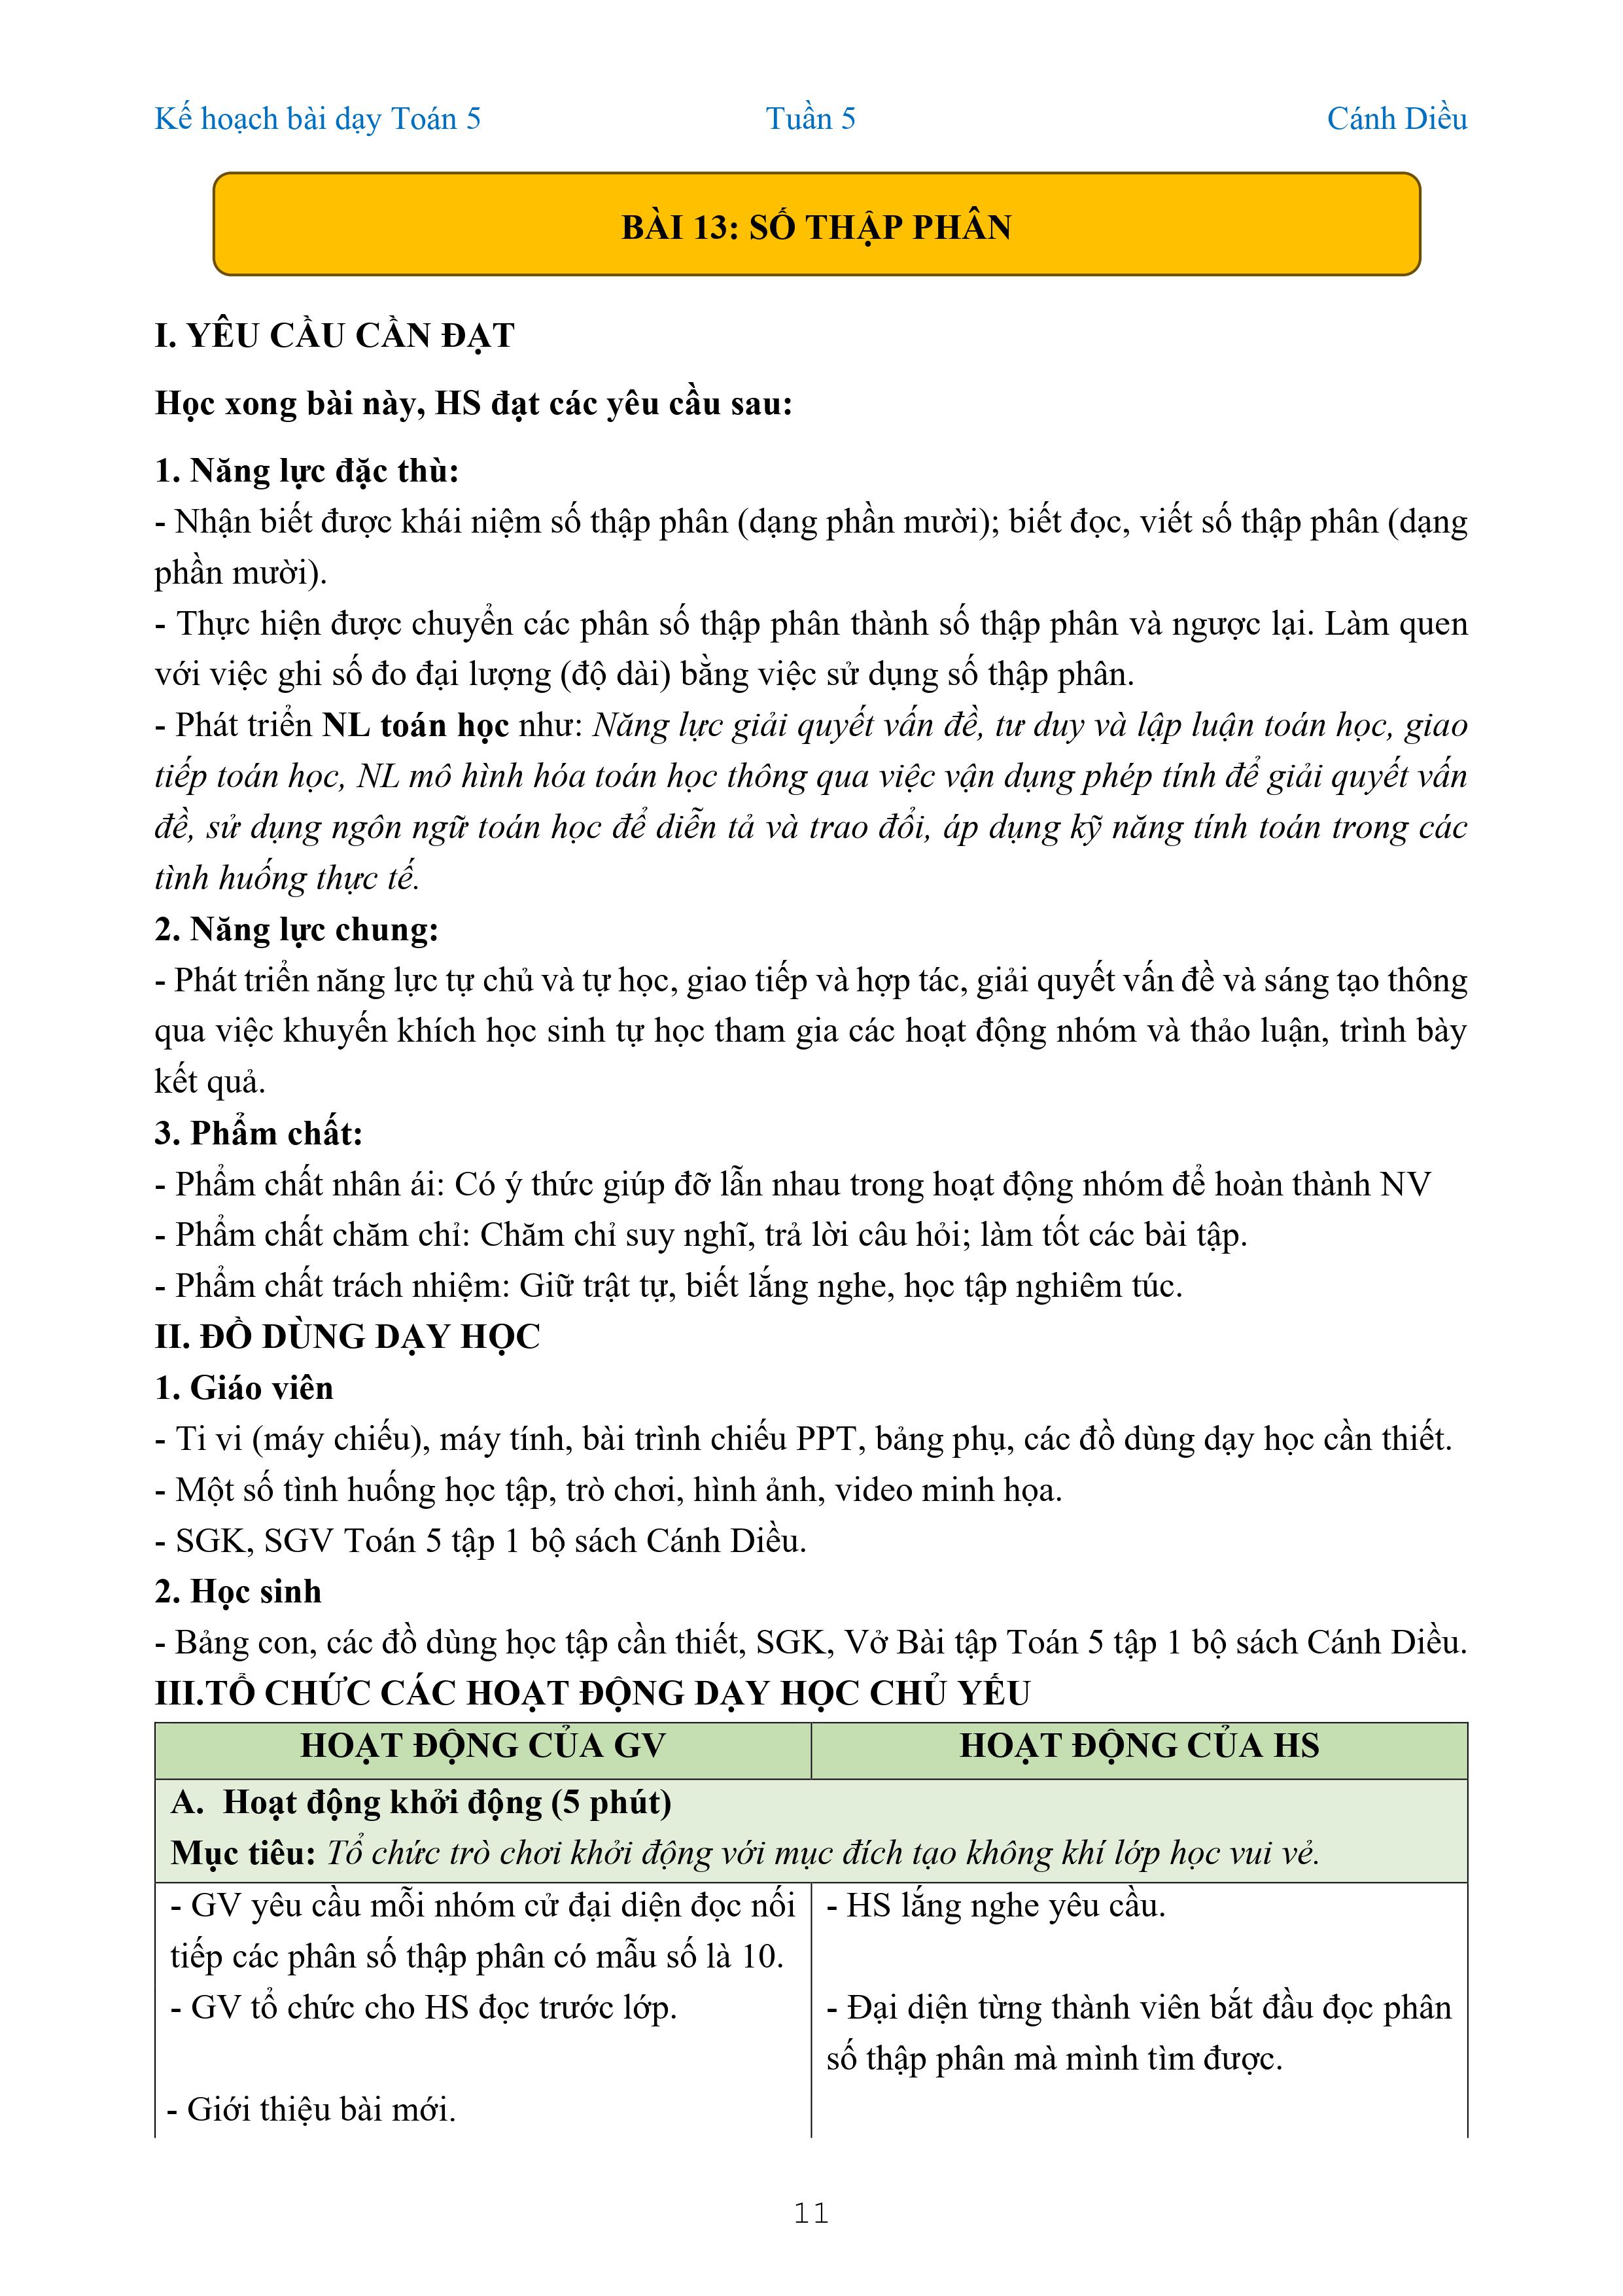 Kế hoạch bài dạy Toán 5 Tuần 5 Cánh Diều
BÀI 13: SỐ THẬP PHÂN
I. YÊU CẦU CẦN ĐẠT
Học xong bài này, HS đạt các yêu cầu sau:
1. Năng lực đặc thù:
- Nhận biết được khái niệm số thập phân (dạng phần mười); biết đọc, viết số thập phân (dạng
phần mười).
- Thực hiện được chuyển các phân số thập phân thành số thập phân và ngược lại. Làm quen
với việc ghi số đo đại lượng (độ dài) bằng việc sử dụng số thập phân.
- Phát triển NL toán học như: Năng lực giải quyết vấn đề, tư duy và lập luận toán học, giao
tiếp toán học, NL mô hình hóa toán học thông qua việc vận dụng phép tính để giải quyết vấn
đề, sử dụng ngôn ngữ toán học để diễn tả và trao đổi, áp dụng kỹ năng tính toán trong các
tình huống thực tế.
2. Năng lực chung:
- Phát triển năng lực tự chủ và tự học, giao tiếp và hợp tác, giải quyết vấn đề và sáng tạo thông
qua việc khuyến khích học sinh tự học tham gia các hoạt động nhóm và thảo luận, trình bày
kết quả.
3. Phẩm chất:
- Phẩm chất nhân ái: Có ý thức giúp đỡ lẫn nhau trong hoạt động nhóm để hoàn thành NV
- Phẩm chất chăm chỉ: Chăm chỉ suy nghĩ, trả lời câu hỏi; làm tốt các bài tập.
- Phẩm chất trách nhiệm: Giữ trật tự, biết lắng nghe, học tập nghiêm túc.
II. ĐỒ DÙNG DẠY HỌC
1. Giáo viên
- Ti vi (máy chiếu), máy tính, bài trình chiếu PPT, bảng phụ, các đồ dùng dạy học cần thiết.
- Một số tình huống học tập, trò chơi, hình ảnh, video minh họa.
- SGK, SGV Toán 5 tập 1 bộ sách Cánh Diều.
2. Học sinh
- Bảng con, các đồ dùng học tập cần thiết, SGK, Vở Bài tập Toán 5 tập 1 bộ sách Cánh Diều.
III.TỔ CHỨC CÁC HOẠT ĐỘNG DẠY HỌC CHỦ YẾU
HOẠT ĐỘNG CỦA GV
HOẠT ĐỘNG CỦA HS
A. Hoạt động khởi động (5 phút)
Mục tiêu: Tổ chức trò chơi khởi động với mục đích tạo không khí lớp học vui vẻ.
- GV yêu cầu mỗi nhóm cử đại diện đọc nối
tiếp các phân số thập phân có mẫu số là 10.
- GV tổ chức cho HS đọc trước lớp.
- Giới thiệu bài mới.
- HS lắng nghe yêu cầu.
- Đại diện từng thành viên bắt đầu đọc phân
số thập phân mà mình tìm được.
11